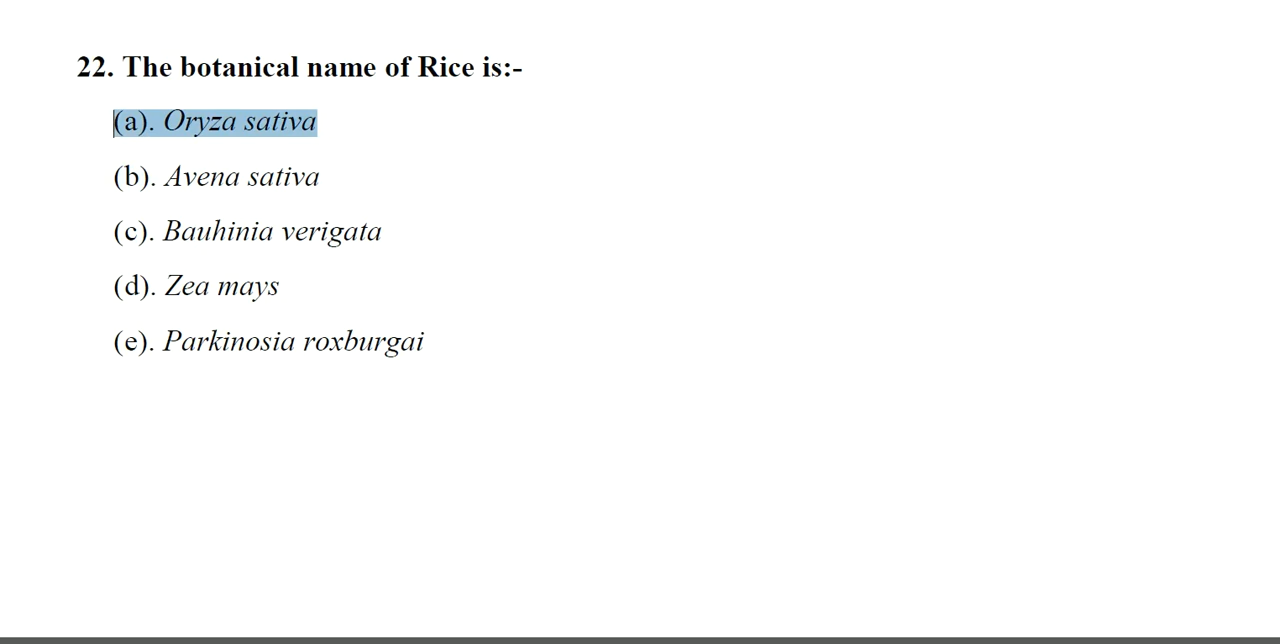 22. The botanical name of Rice is:-
(a). Oryza sativa
(b). Avena sativa
(c). Bauhinia verigata
(d). Zea mays
(e). Parkinosia roxburgai